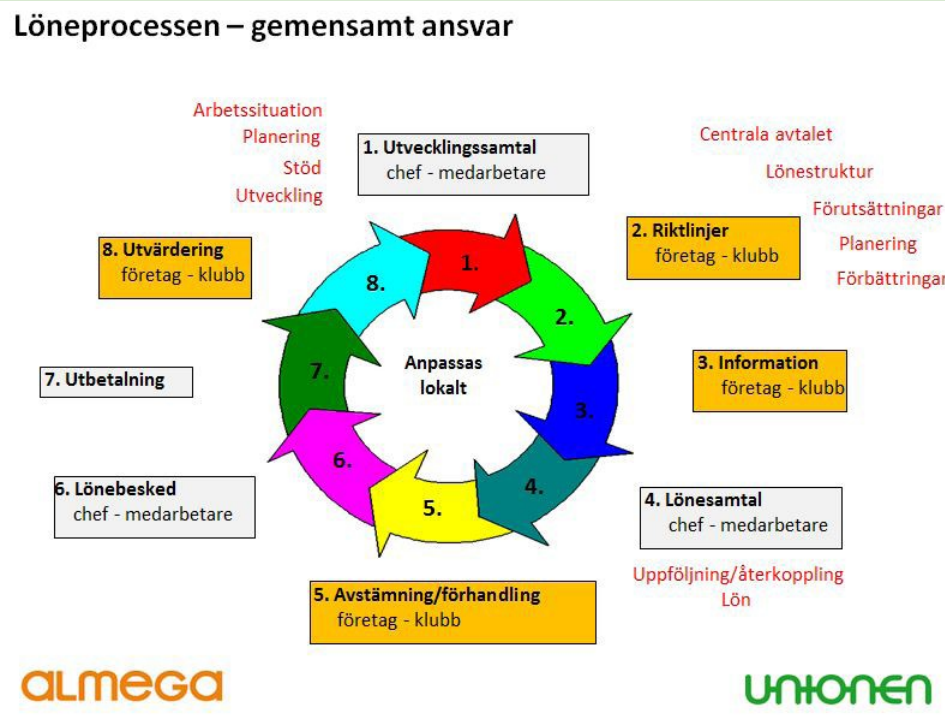 Löneprocessen – gemensamt ansvar
Arbetssituation
Planering
Stöd
Utveckling
1. Utvecklingssamtal
chef - medarbetare
Centrala avtalet
Lönestruktur
Förutsättningar
Planering
Förbättringar
2. Riktlinjer
företag - klubb
3. Information
företag - klubb
4. Lönesamtal
chef - medarbetare
Uppföljning/återkoppling
Lön
5. Avstämning/förhandling
företag - klubb
6. Lönebesked
chef - medarbetare
7. Utbetalning
8. Utvärdering
företag - klubb
1.
2.
3.
4.
5.
6.
7.
8.
Anpassas
lokalt
ALMEGA
unionen